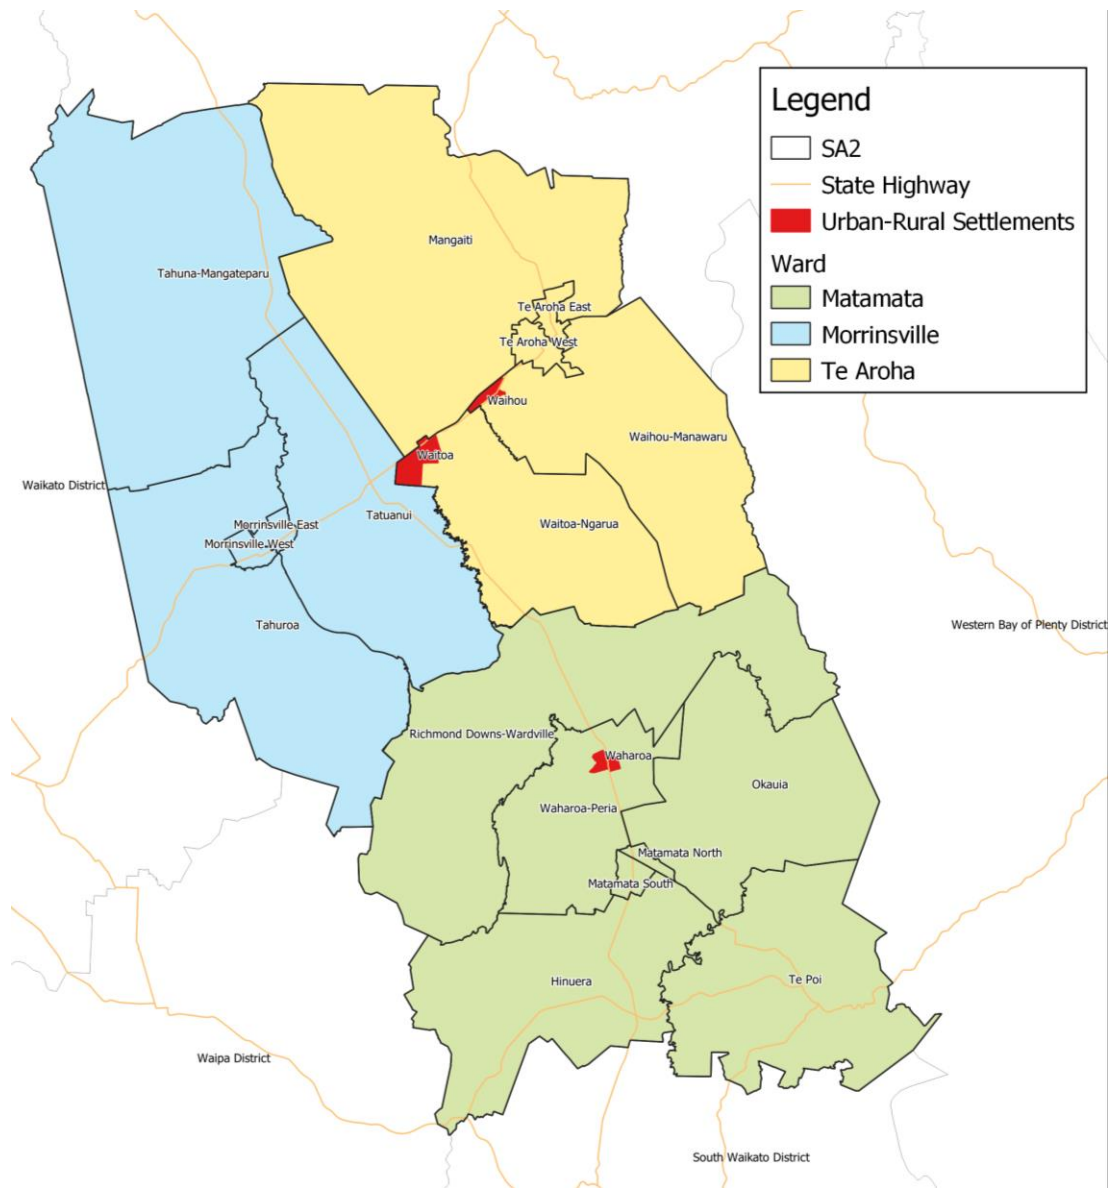 Legend
SA2
State Highway
Urban-Rural Settlements
Ward
Matamata
Morrinsville
Te Aroha
Mangaiti
Tahuna-Mangateparu
Te Aroha East
Te Aroha West
Waihou
Waihou-Manawaru
Waitoa
Waikato District
Tatuanui
Waitoa-Ngarua
Morrinsville East
Morrinsville West
Tahuroa
Western Bay of Plenty District
Richmond Downs-Wardville
Waharoa
Okauia
Waharoa-Peria
Matamata North
Matamata South
Hinuera
Te Poi
Waipa District
South Waikato District